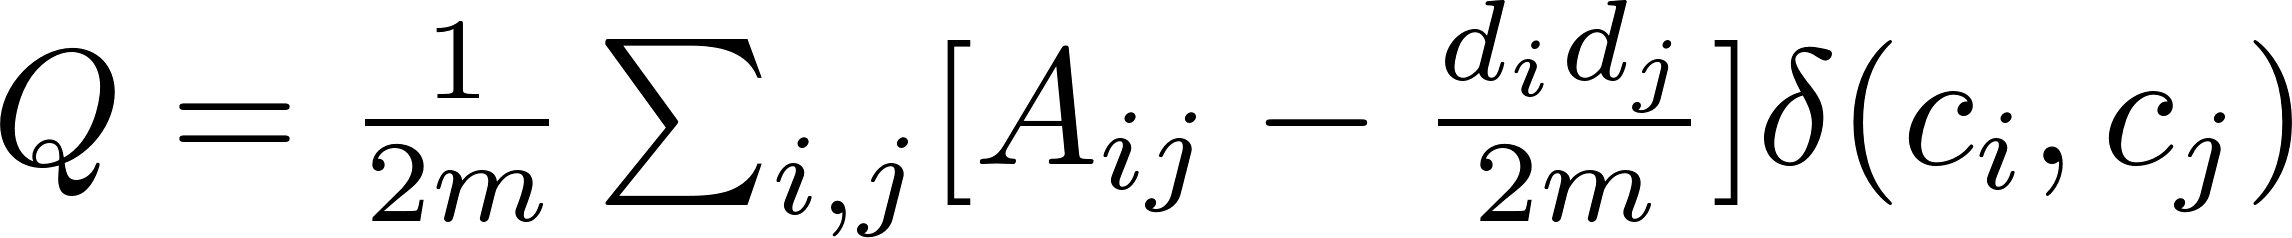 Q = \frac{1}{2m} \sum_{i,j} [A_{ij} - \frac{d_i d_j}{2m}] \delta(c_i, c_j)